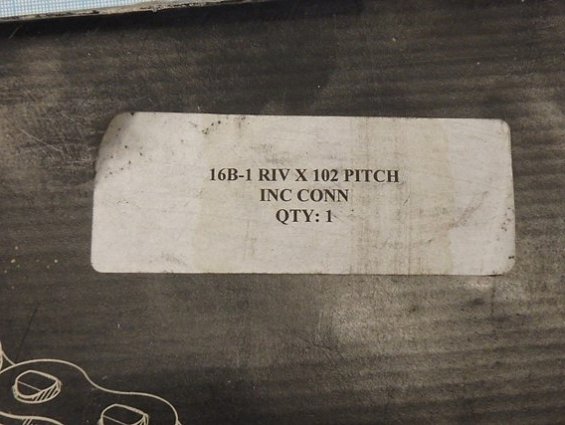 16B-1 RIV X 102 PITCH
INC CONN
QTY: 1